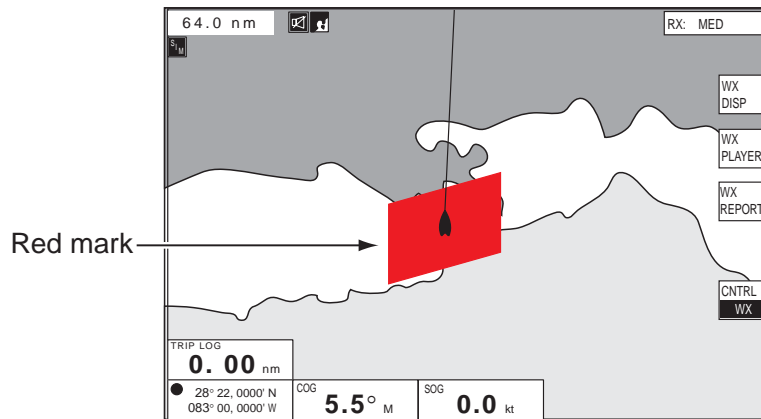 64.0 nm
RX: MED
SIM
WX
DISP
WX
PLAYER
WX
REPORT
Red mark
CNTRL
WX
TRIP LOG
0. 00 nm
28° 22, 0000' N
083° 00, 0000' W
COG
5.5° M
SOG
0.0 kt